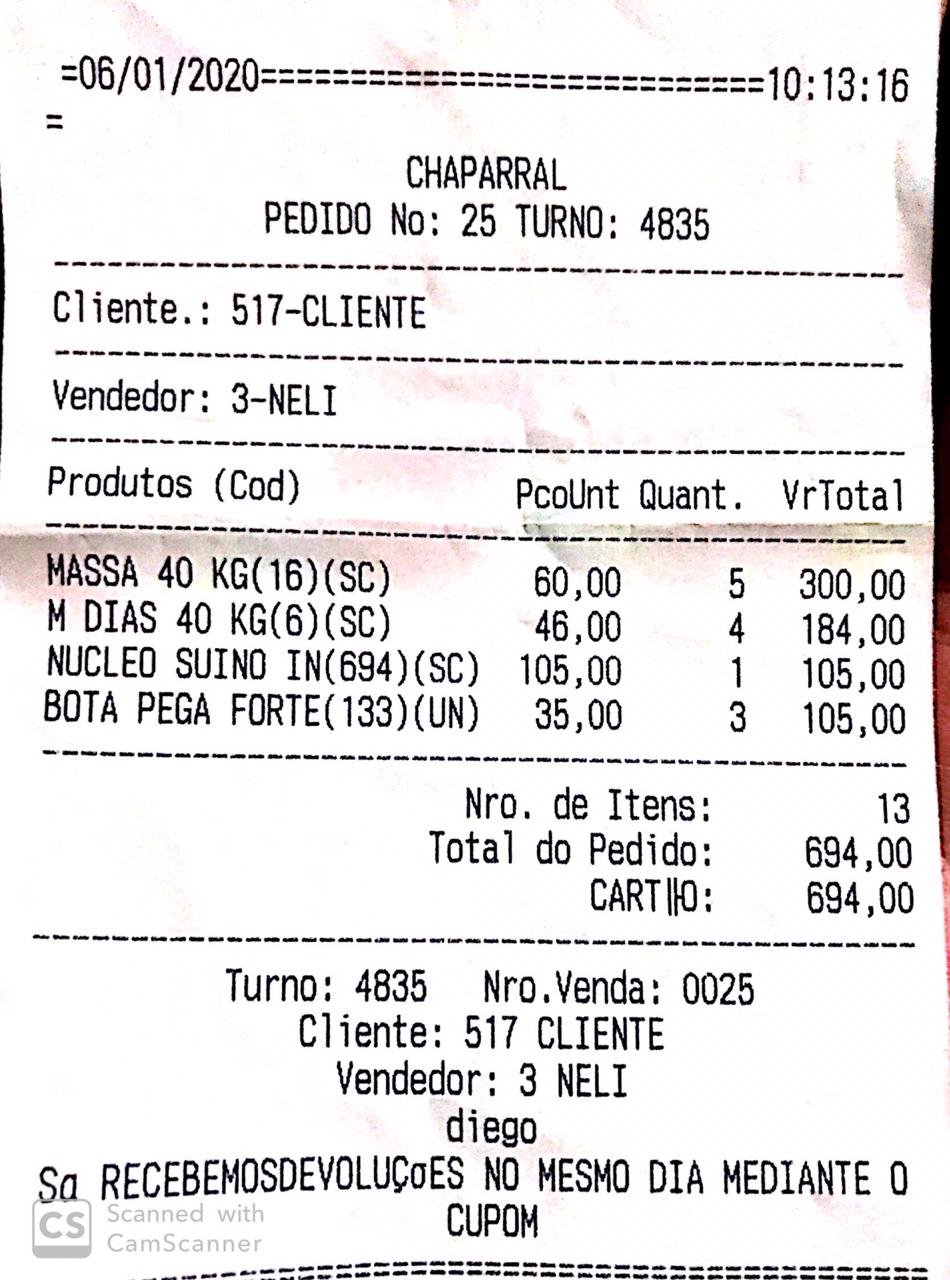 =06/01/2020============================10:13:16
=
CHAPARRAL
PEDIDO No: 25 TURNO: 4835
Cliente.: 517-CLIENTE
Vendedor: 3-NELI
Produtos (Cod) PcoUnt Quant. VrTotal
MASSA 40 KG(16)(SC) 60,00 5 300,00
M DIAS 40 KG(6)(SC) 46,00 4 184,00
NUCLEO SUINO IN(694)(SC) 105,00 1 105,00
BOTA PEGA FORTE(133)(UN) 35,00 3 105,00
Nro. de Itens: 13
Total do Pedido: 694,00
CART╫O: 694,00
Turno: 4835 Nro.Venda: 0025
Cliente: 517 CLIENTE
Vendedor: 3 NELI
diego
Sa RECEBEMOSDEVOLUÇoES NO MESMO DIA MEDIANTE O
CUPOM
CS Scanned with
CamScanner